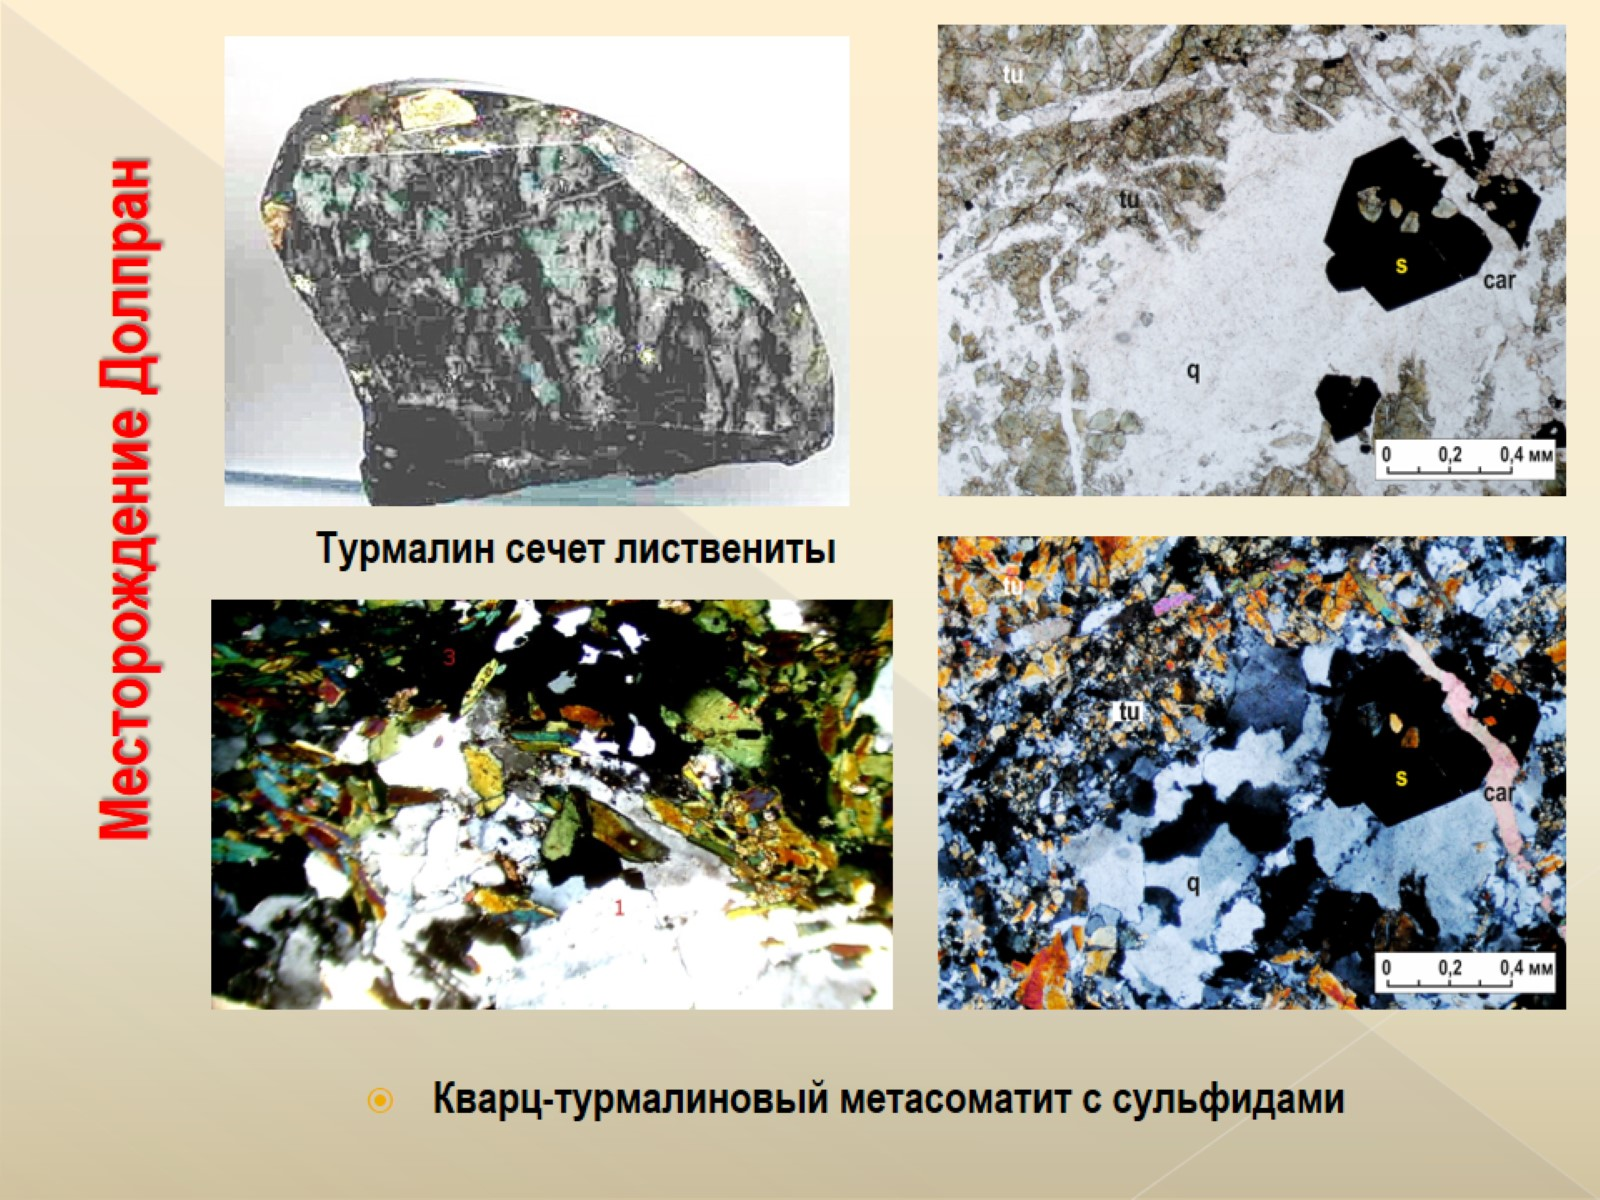 Месторождение Долпран
Турмалин сечет листвениты
3
2
1
tu
tu
s
car
q
0 0,2 0,4 мм
tu
tu
s
car
q
0 0,2 0,4 мм
Кварц-турмалиновый метасоматит с сульфидами